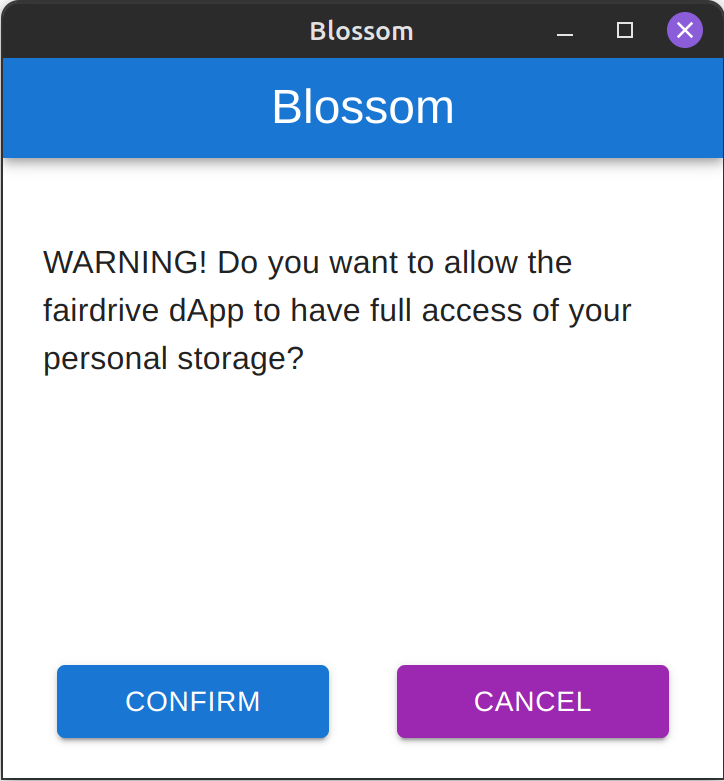 Blossom
Blossom
WARNING! Do you want to allow the
fairdrive dApp to have full access of your
personal storage?
CONFIRM
CANCEL